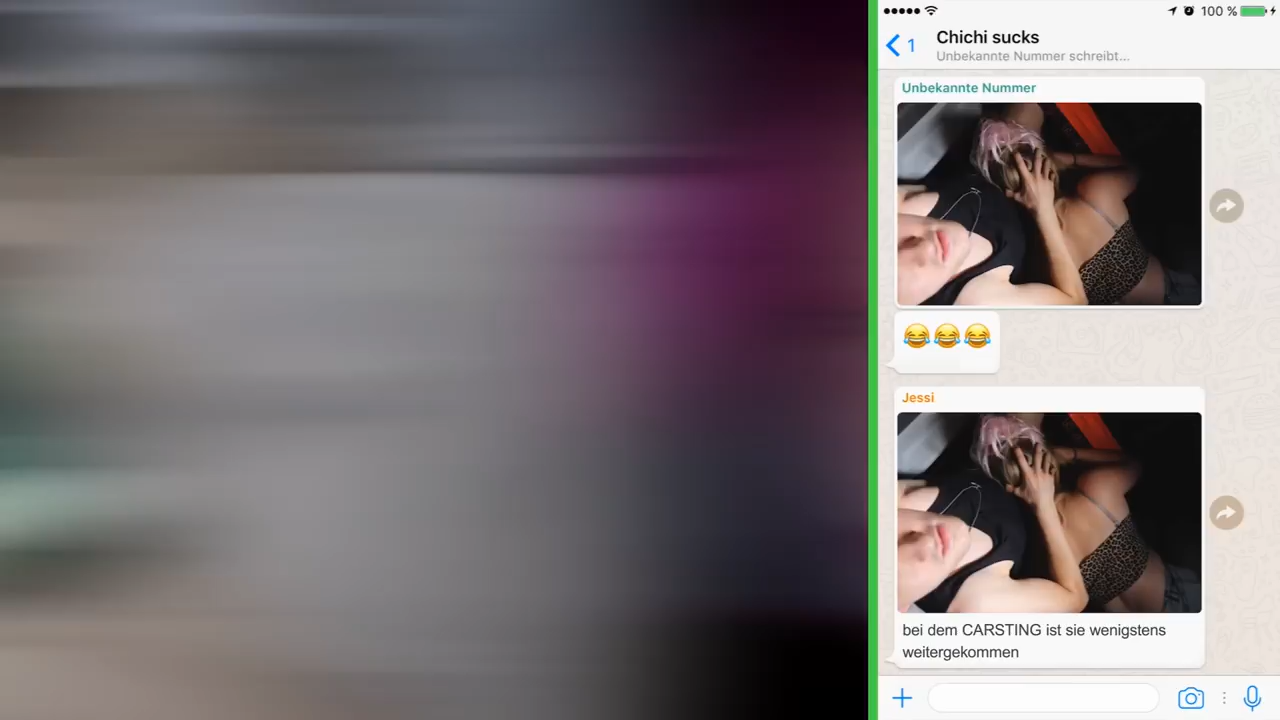 100 %
1
Chichi sucks
Unbekannte Nummer schreibt...
Unbekannte Nummer
Jessi
bei dem CARSTING ist sie wenigstens
weitergekommen